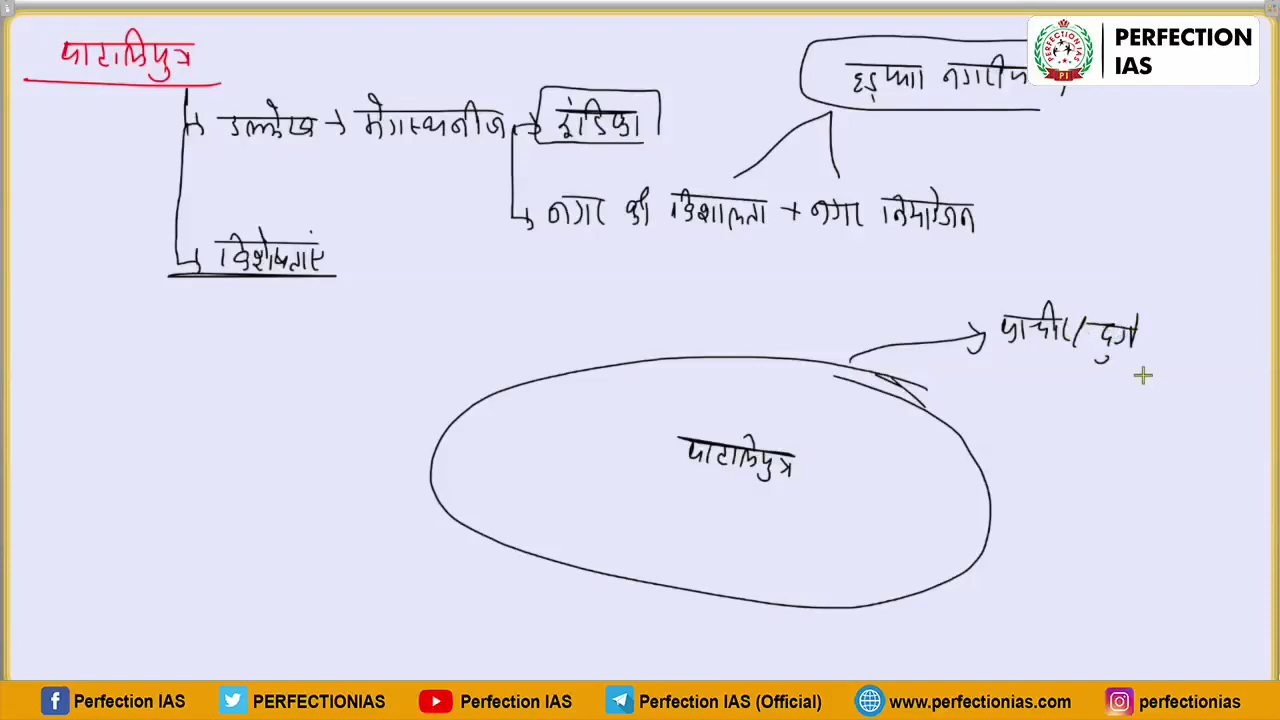 पाटलिपुत्र
PERFECTION
IAS
हड़प्पा नगरीय
उल्लेख → मेगस्थनीज → इंडिका
नगर की विशालता + नगर नियोजन
विशेषताएं
प्राचीर/दुर्ग
पाटलिपुत्र
Perfection IAS PERFECTIONIAS Perfection IAS Perfection IAS (Official) www.perfectionias.com perfectionias